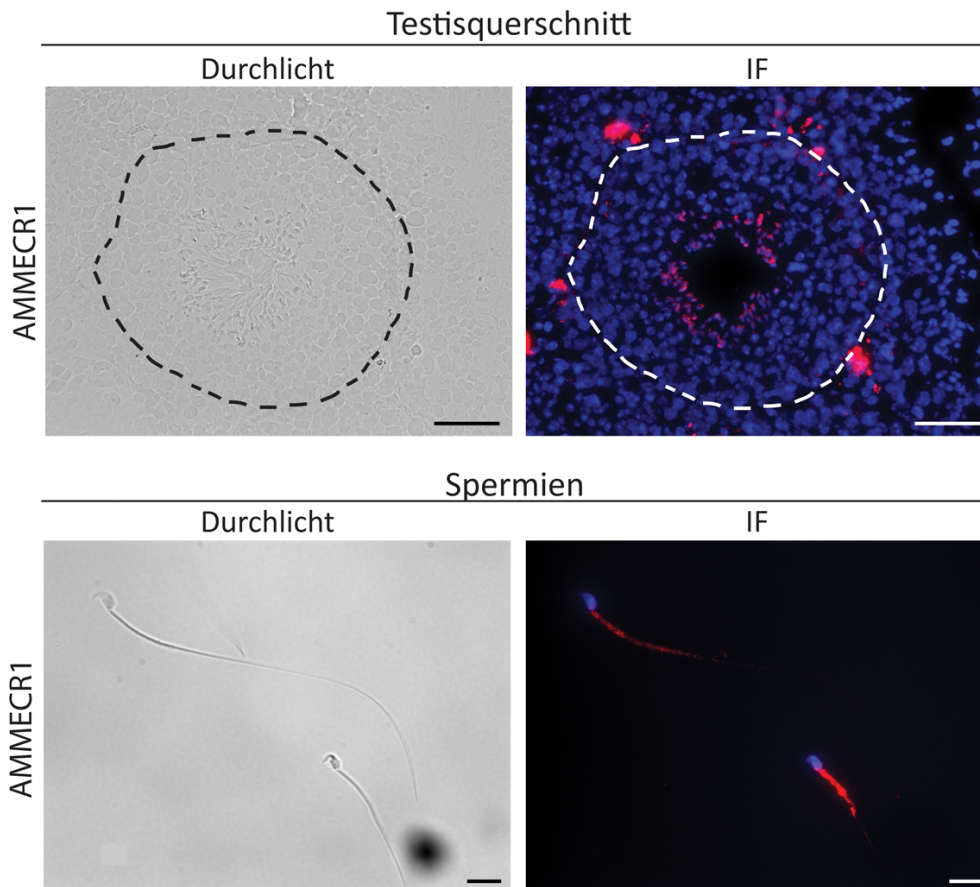 Testisquerschnitt
Durchlicht IF
AMMECR1
Spermien
Durchlicht IF
AMMECR1